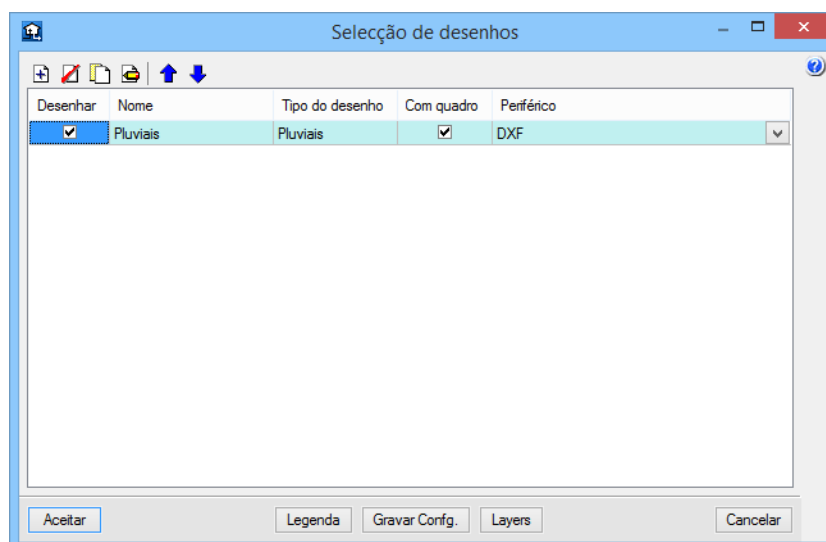 Selecção de desenhos
Desenhar Nome Tipo do desenho Com quadro Periférico
Pluviais Pluviais DXF
Aceitar Legenda Gravar Confg. Layers Cancelar